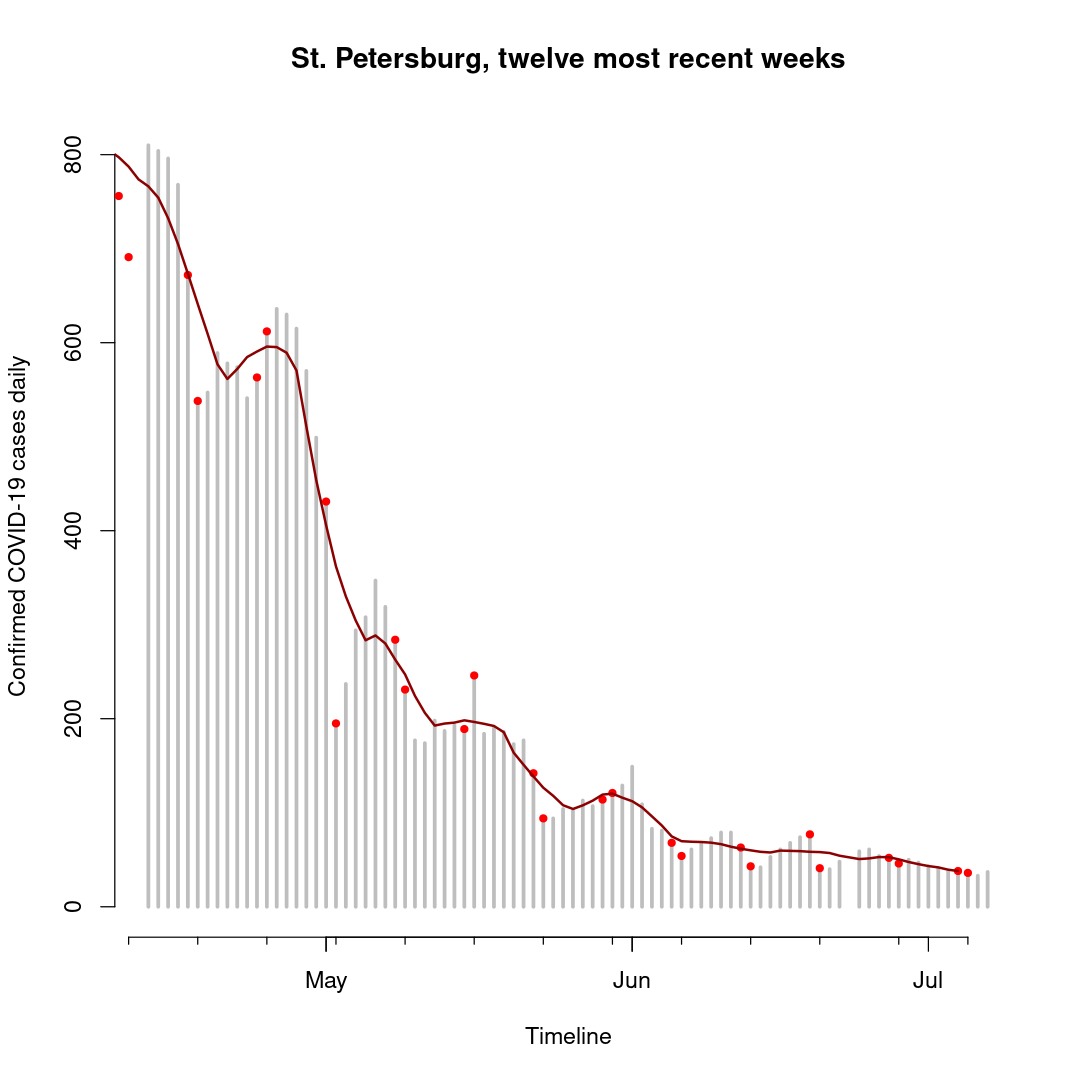 St. Petersburg, twelve most recent weeks
Confirmed COVID-19 cases daily
800
600
400
200
0
May Jun Jul
Timeline